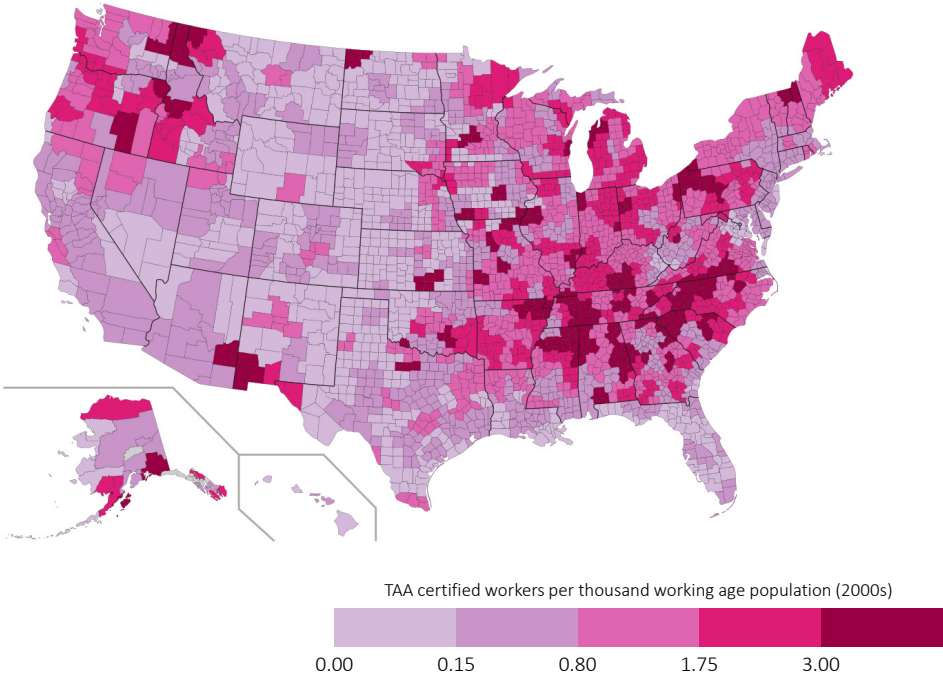 TAA certified workers per thousand working age population (2000s)
0.00 0.15 0.80 1.75 3.00